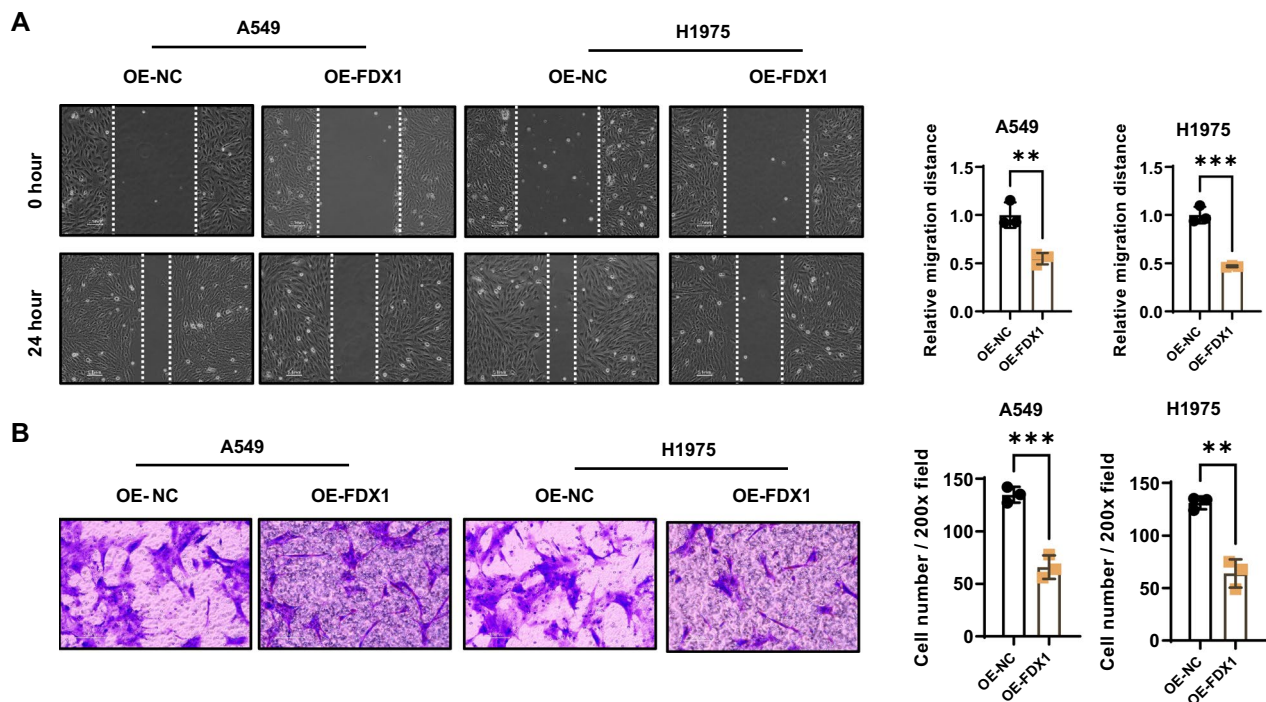 A
A549
H1975
OE-NC
OE-FDX1
OE-NC
OE-FDX1
0 hour
24 hour
A549
H1975
Relative migration distance
1.5
1.0
0.5
0.0
**
OE-NC
OE-FDX1
Relative migration distance
1.5
1.0
0.5
0.0
***
OE-NC
OE-FDX1
B
A549
H1975
OE- NC
OE-FDX1
OE-NC
OE-FDX1
A549
H1975
Cell number / 200x field
150
100
50
0
***
OE-NC
OE-FDX1
Cell number / 200x field
150
100
50
0
**
OE-NC
OE-FDX1